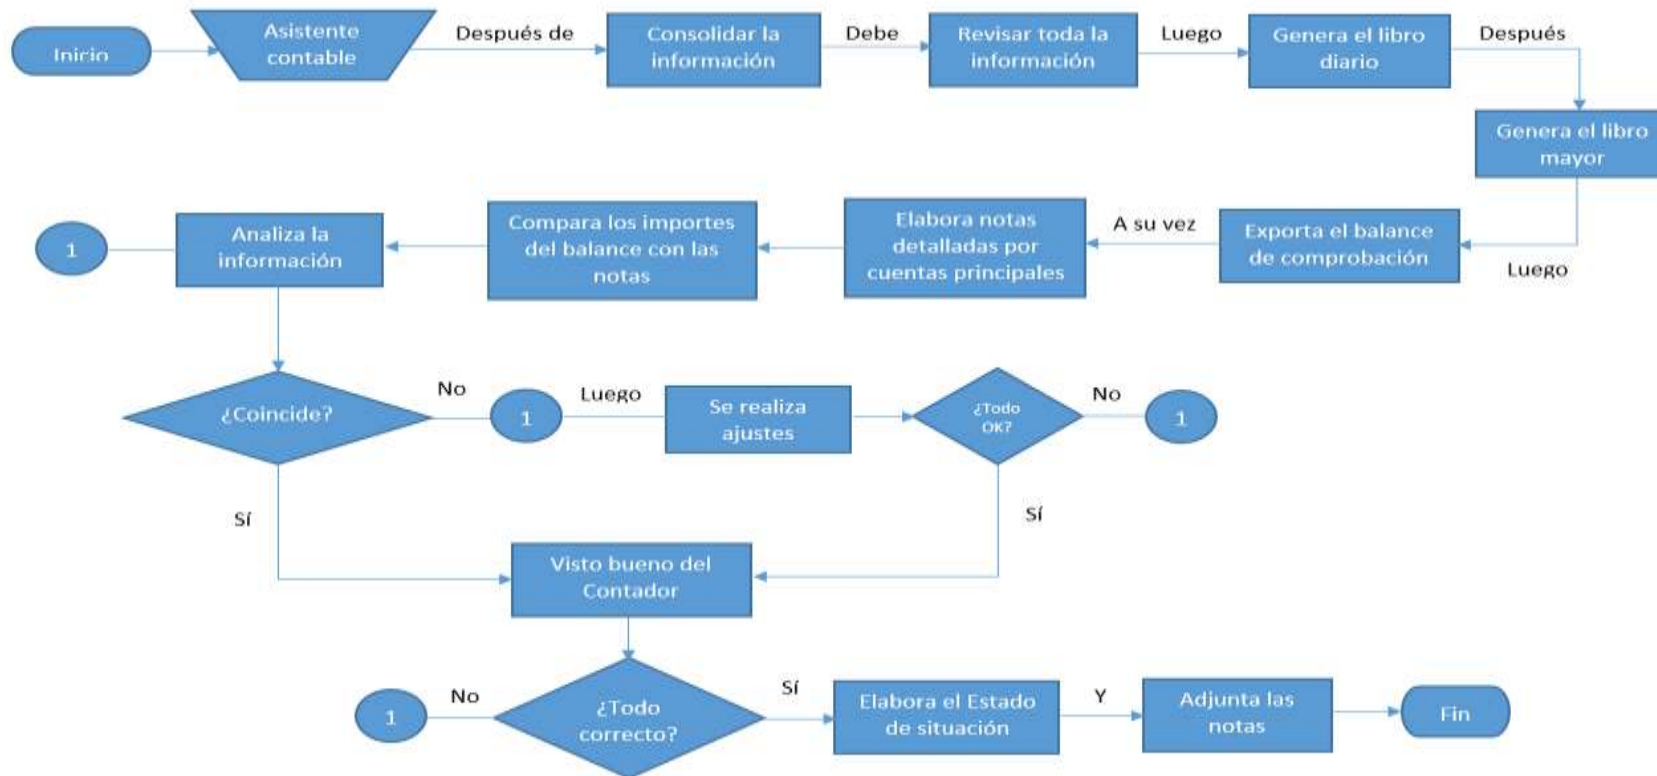 Inicio
Asistente
contable
Después de
Consolidar la
información
Debe
Revisar toda la
información
Luego
Genera el libro
diario
Después
Genera el libro
mayor
Luego
Exporta el balance
de comprobación
A su vez
Elabora notas
detalladas por
cuentas principales
Compara los importes
del balance con las
notas
Analiza la
información
1
¿Coincide?
No
1
Luego
Se realiza
ajustes
¿Todo
OK?
No
1
Sí
Sí
Visto bueno del
Contador
¿Todo
correcto?
No
1
Sí
Elabora el Estado
de situación
Y
Adjunta las
notas
Fin